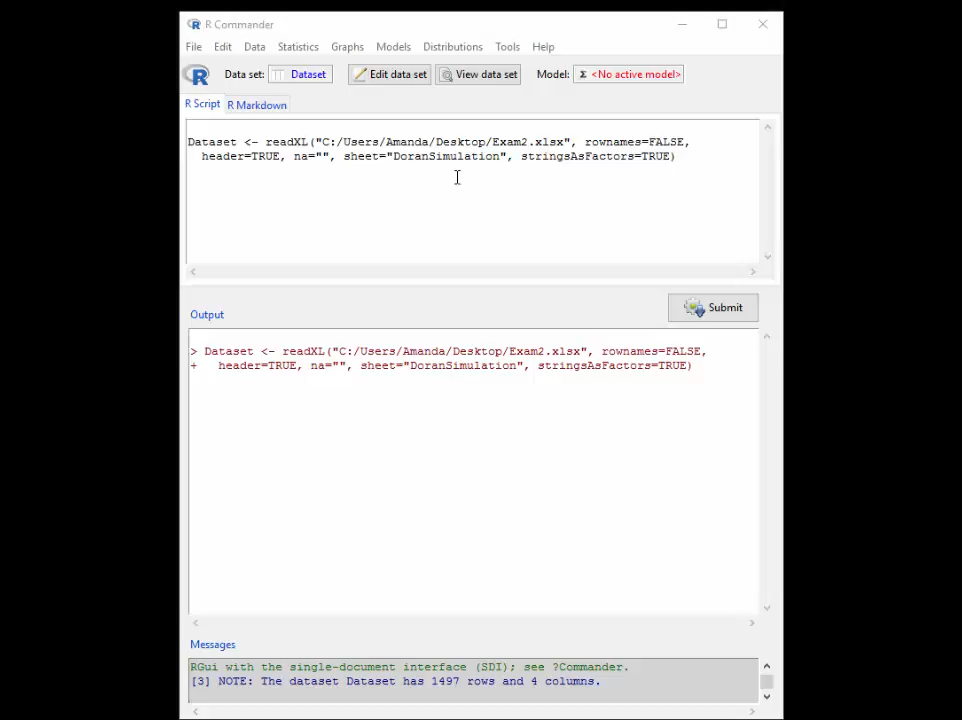 R Commander
File Edit Data Statistics Graphs Models Distributions Tools Help
R Data set: Dataset Edit data set View data set Model: Σ <No active model>
R Script R Markdown
Dataset <- readXL("C:/Users/Amanda/Desktop/Exam2.xlsx", rownames=FALSE,
  header=TRUE, na="", sheet="DoranSimulation", stringsAsFactors=TRUE)
Submit
Output
> Dataset <- readXL("C:/Users/Amanda/Desktop/Exam2.xlsx", rownames=FALSE,
+   header=TRUE, na="", sheet="DoranSimulation", stringsAsFactors=TRUE)
Messages
RGui with the single-document interface (SDI); see ?Commander.
[3] NOTE: The dataset Dataset has 1497 rows and 4 columns.